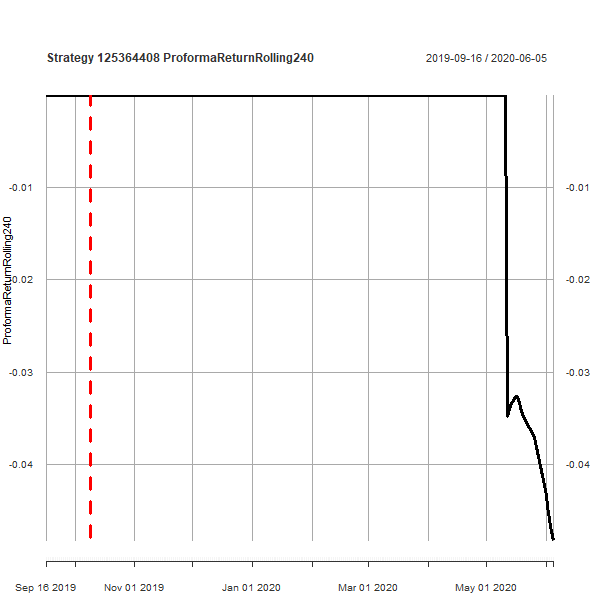 Strategy 125364408 ProformaReturnRolling240
2019-09-16 / 2020-06-05
ProformaReturnRolling240
-0.01
-0.02
-0.03
-0.04
-0.01
-0.02
-0.03
-0.04
Sep 16 2019
Nov 01 2019
Jan 01 2020
Mar 01 2020
May 01 2020